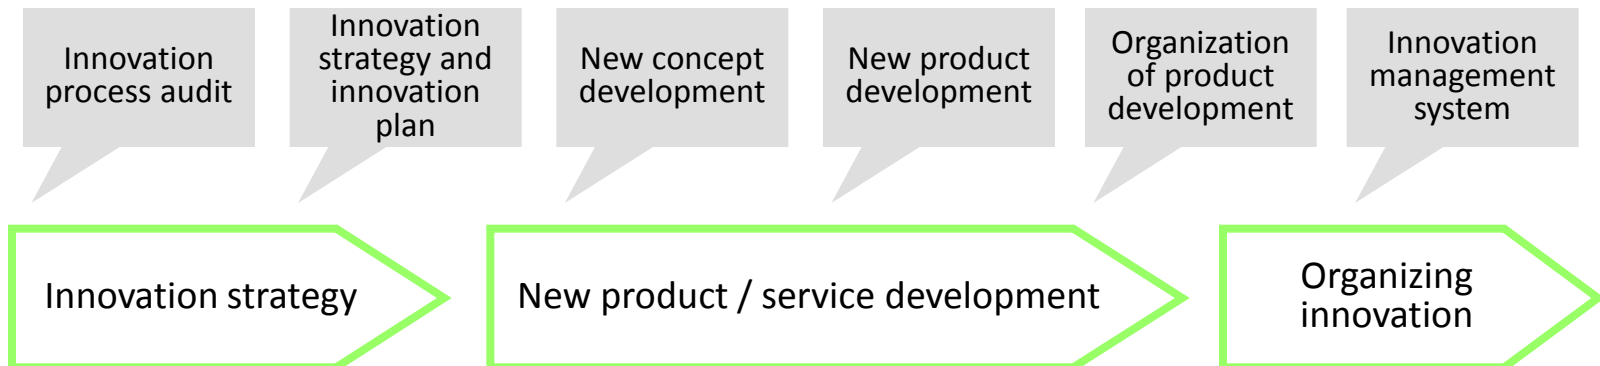 Innovation
process audit
Innovation
strategy and
innovation
plan
New concept
development
New product
development
Organization
of product
development
Innovation
management
system
Innovation strategy
New product / service development
Organizing
innovation